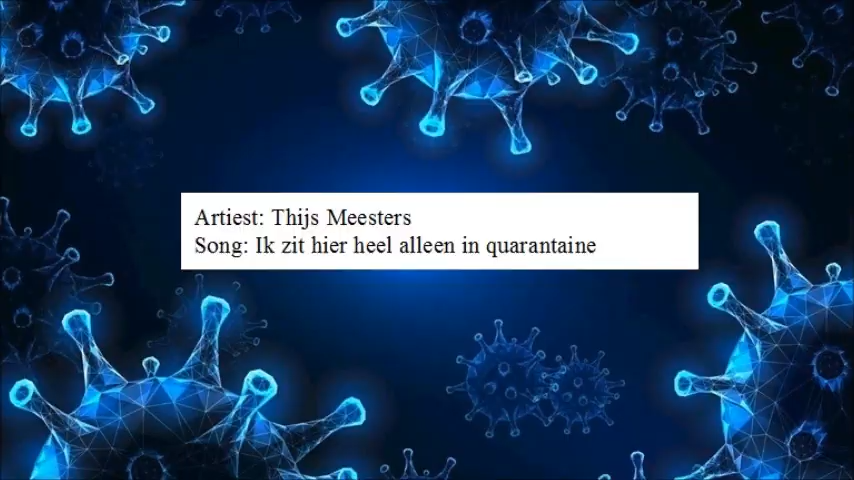 Artiest: Thijs Meesters
Song: Ik zit hier heel alleen in quarantaine